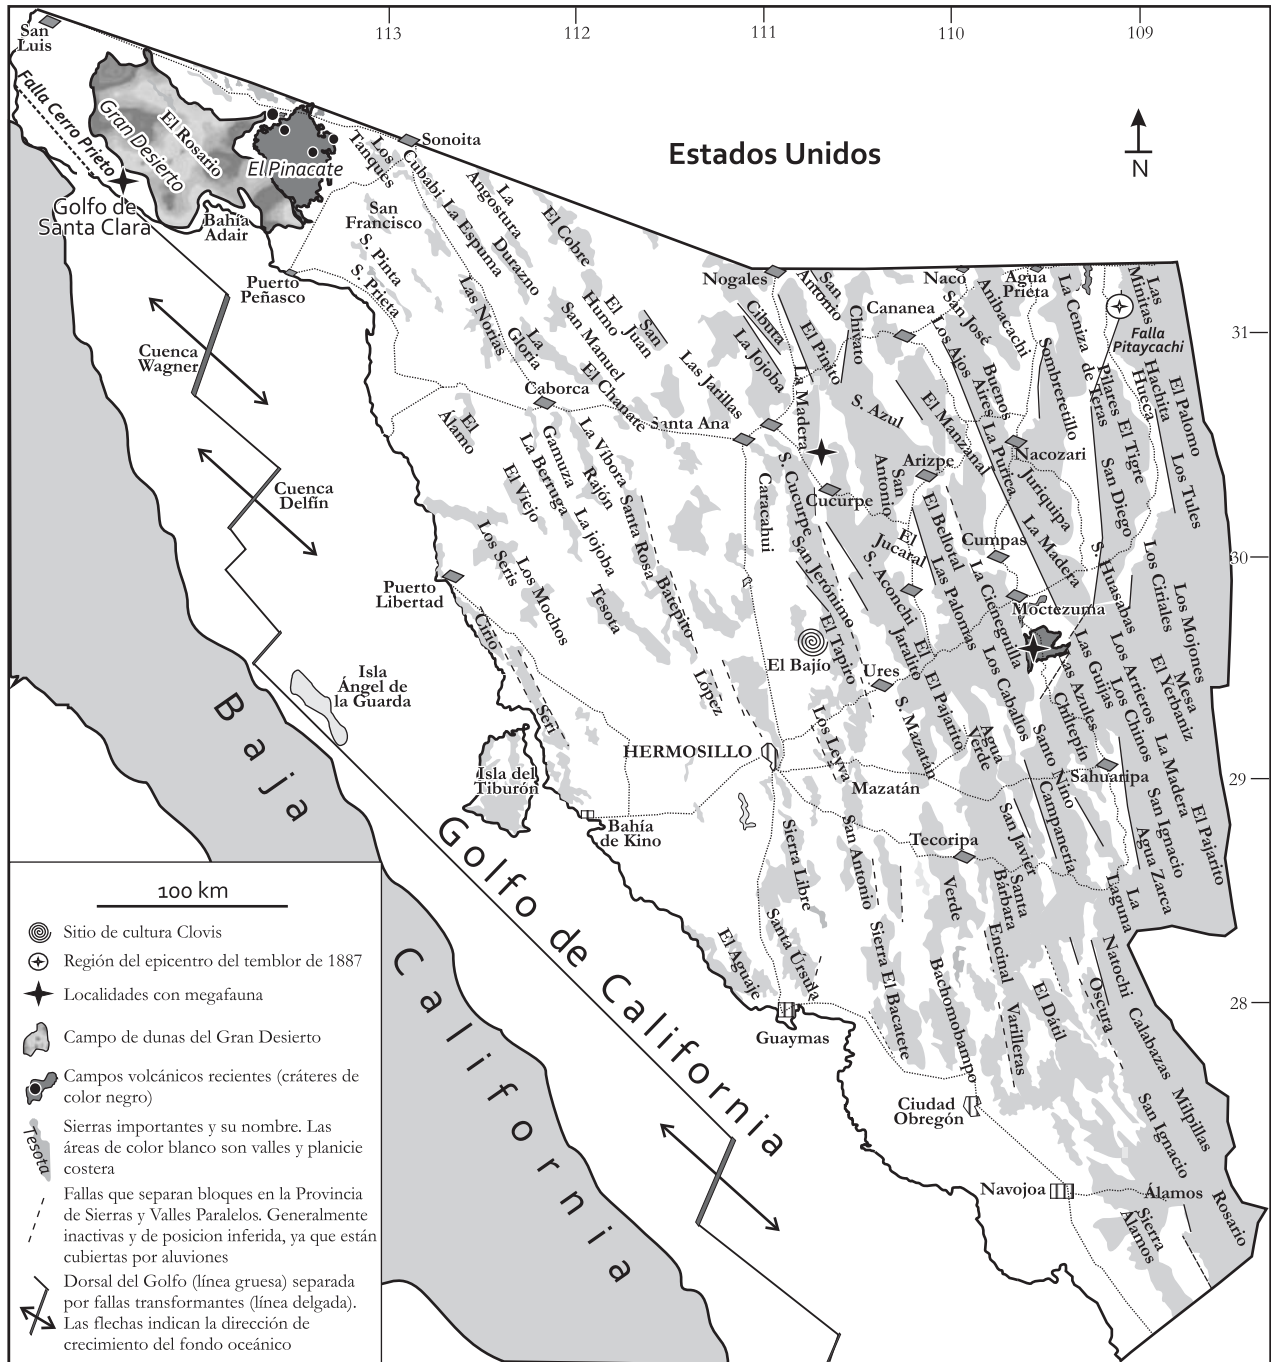 113
112
111
110
109
San
Luis
Falla Cerro Prieto
Gran Desierto
El Rosario
El Pinacate
Golfo de
Santa Clara
Bahía
Adair
Sonoita
Estados Unidos
N
Los
Tanques
Cubabi
La
Angostura
La Espuma
Durazno
El Cobre
San
Francisco
S. Pinta
S. Prieta
Puerto
Peñasco
Las Norias
La
Gloria
San Manuel
Humo
El
Juan
San
El Chanate
Las Jarillas
Nogales
San
Antonio
Cibuta
La Jojoba
El Pinito
Chivato
Cananea
Naco
Agua
Prieta
San José
Anibacachi
La Ceniza
Las
Minitas
Falla
Pitaycachi
31
Cuenca
Wagner
Caborca
El
Álamo
Santa Ana
La Madera
S. Azul
Los Ajos
Buenos
Aires
Sombreretillo
Pilares
de Teras
Hachita
Hueca
El Palomo
El Manzanal
La Purica
Nacozari
El Tigre
Los Tules
Cuenca
Delfín
Gamuza
La Berruga
El Viejo
La Víbora
Rajón
La jojoba
Santa Rosa
Caracahui
S. Cucurpe
Cucurpe
San
Antonio
Arizpe
El Bellotal
Juriquipa
San Diego
El
Jucaral
Cumpas
La Madera
30
Los Seris
Los Mochos
Tesota
Batepito
San Jerónimo
S. Aconchi
Las Palomas
La Cieneguilla
Moctezuma
S. Huasabas
Los Ciriales
Los Mojones
Puerto
Libertad
Cirio
El Bajío
El Tapiro
El
Jaralito
Ures
Los Caballos
Las Guijas
Las Azules
Los Arrieros
El Yerbaniz
Mesa
Isla
Ángel de
la Guarda
López
Seri
Los Leyva
S. Mazatán
El Pajarito
Agua
Verde
Chiltepín
Los Chinos
La Madera
HERMOSILLO
Isla del
Tiburón
Mazatán
Santo
Nino
Sahuaripa
29
Baja
Bahía
de Kino
Sierra Libre
San Antonio
Tecoripa
San Javier
Campanería
San Ignacio
Agua Zarca
El Pajarito
Golfo de California
Verde
Santa
Bárbara
La
Laguna
El Aguaje
Santa Úrsula
Sierra El Bacatete
Bachomobampo
Encinal
Varilleras
El Dátil
Oscura
Natochi
Calabazas
28
Guaymas
California
Ciudad
Obregón
San Ignacio
Milpillas
Navojoa
Álamos
Sierra
Álamos
Rosario
100 km
Sitio de cultura Clovis
Región del epicentro del temblor de 1887
Localidades con megafauna
Campo de dunas del Gran Desierto
Campos volcánicos recientes (cráteres de
color negro)
Tesota
Sierras importantes y su nombre. Las
áreas de color blanco son valles y planicie
costera
Fallas que separan bloques en la Provincia
de Sierras y Valles Paralelos. Generalmente
inactivas y de posicion inferida, ya que están
cubiertas por aluviones
Dorsal del Golfo (línea gruesa) separada
por fallas transformantes (línea delgada).
Las flechas indican la dirección de
crecimiento del fondo oceánico